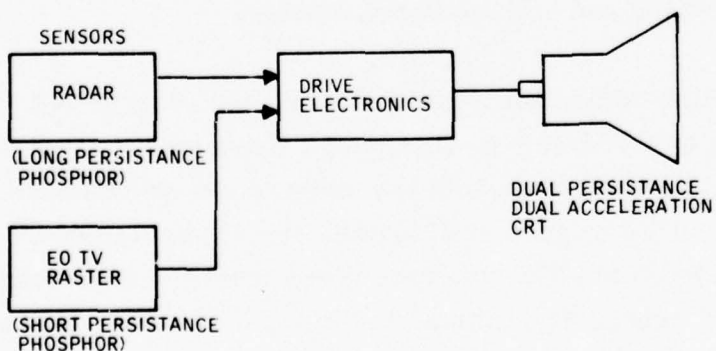 SENSORS
RADAR
(LONG PERSISTANCE
PHOSPHOR)
EO TV
RASTER
(SHORT PERSISTANCE
PHOSPHOR)
DRIVE
ELECTRONICS
DUAL PERSISTANCE
DUAL ACCELERATION
CRT